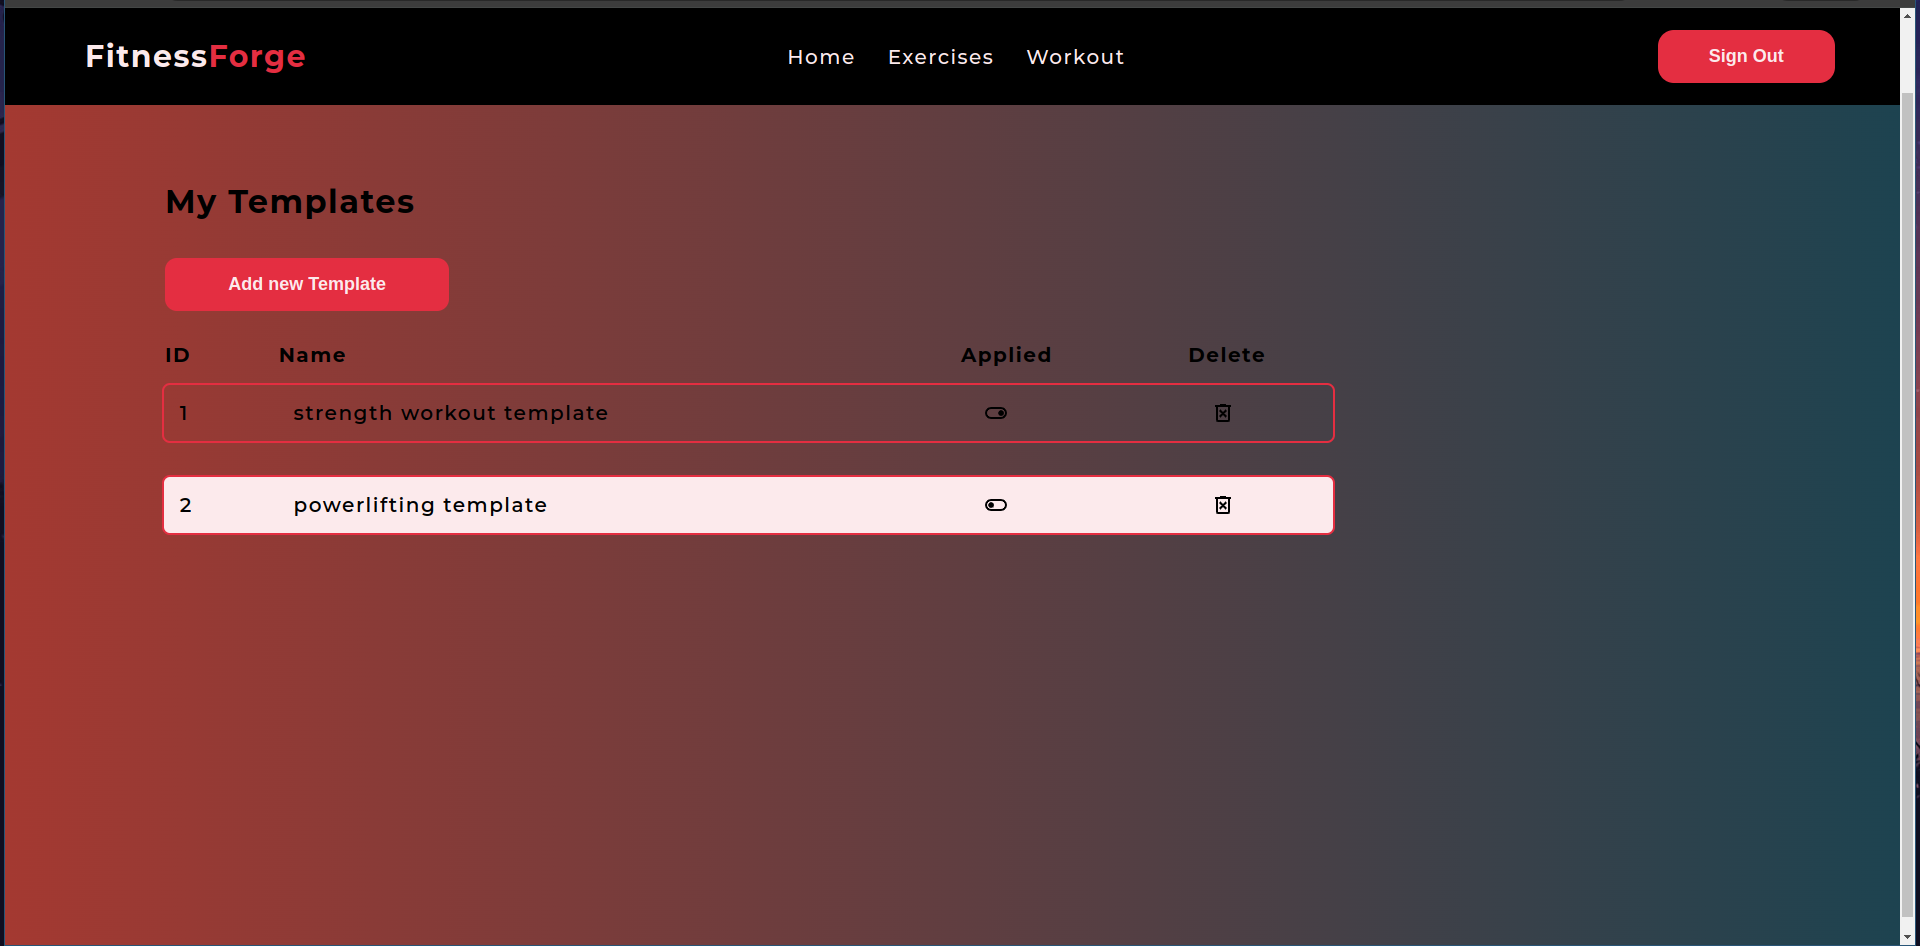 FitnessForge Home Exercises Workout Sign Out
My Templates
Add new Template
ID Name Applied Delete
1 strength workout template
2 powerlifting template